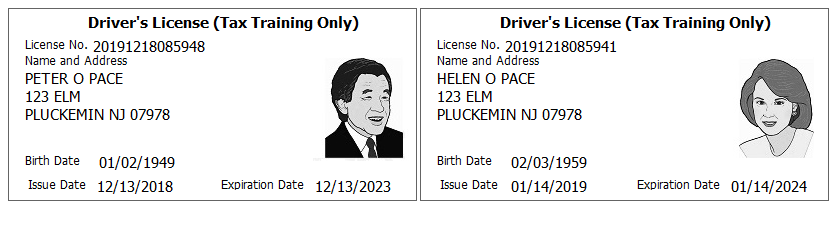 Driver's License (Tax Training Only)
License No. 20191218085948
Name and Address
PETER O PACE
123 ELM
PLUCKEMIN NJ 07978
Birth Date 01/02/1949
Issue Date 12/13/2018 Expiration Date 12/13/2023
Driver's License (Tax Training Only)
License No. 20191218085941
Name and Address
HELEN O PACE
123 ELM
PLUCKEMIN NJ 07978
Birth Date 02/03/1959
Issue Date 01/14/2019 Expiration Date 01/14/2024